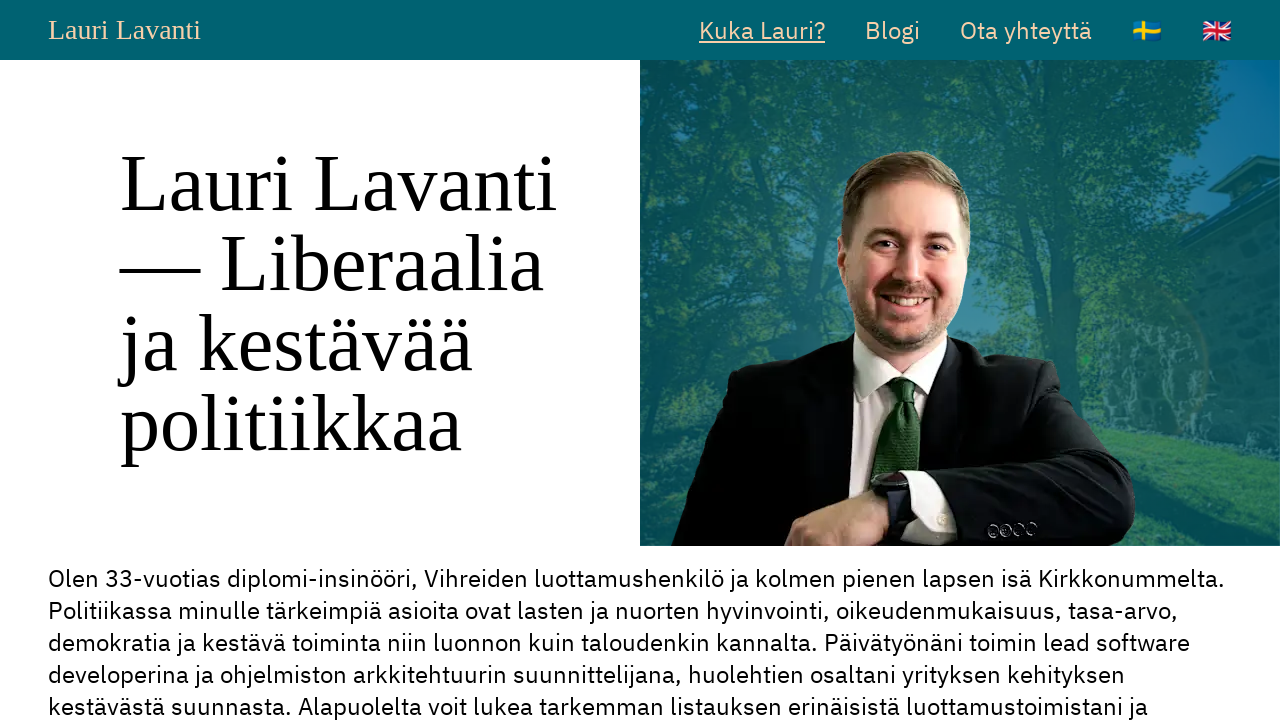 Lauri Lavanti
Kuka Lauri?
Blogi
Ota yhteyttä
Lauri Lavanti
— Liberaalia
ja kestävää
politiikkaa
Olen 33-vuotias diplomi-insinööri, Vihreiden luottamushenkilö ja kolmen pienen lapsen isä Kirkkonummelta.
Politiikassa minulle tärkeimpiä asioita ovat lasten ja nuorten hyvinvointi, oikeudenmukaisuus, tasa-arvo,
demokratia ja kestävä toiminta niin luonnon kuin taloudenkin kannalta. Päivätyönäni toimin lead software
developerina ja ohjelmiston arkkitehtuurin suunnittelijana, huolehtien osaltani yrityksen kehityksen
kestävästä suunnasta. Alapuolelta voit lukea tarkemman listauksen erinäisistä luottamustoimistani ja